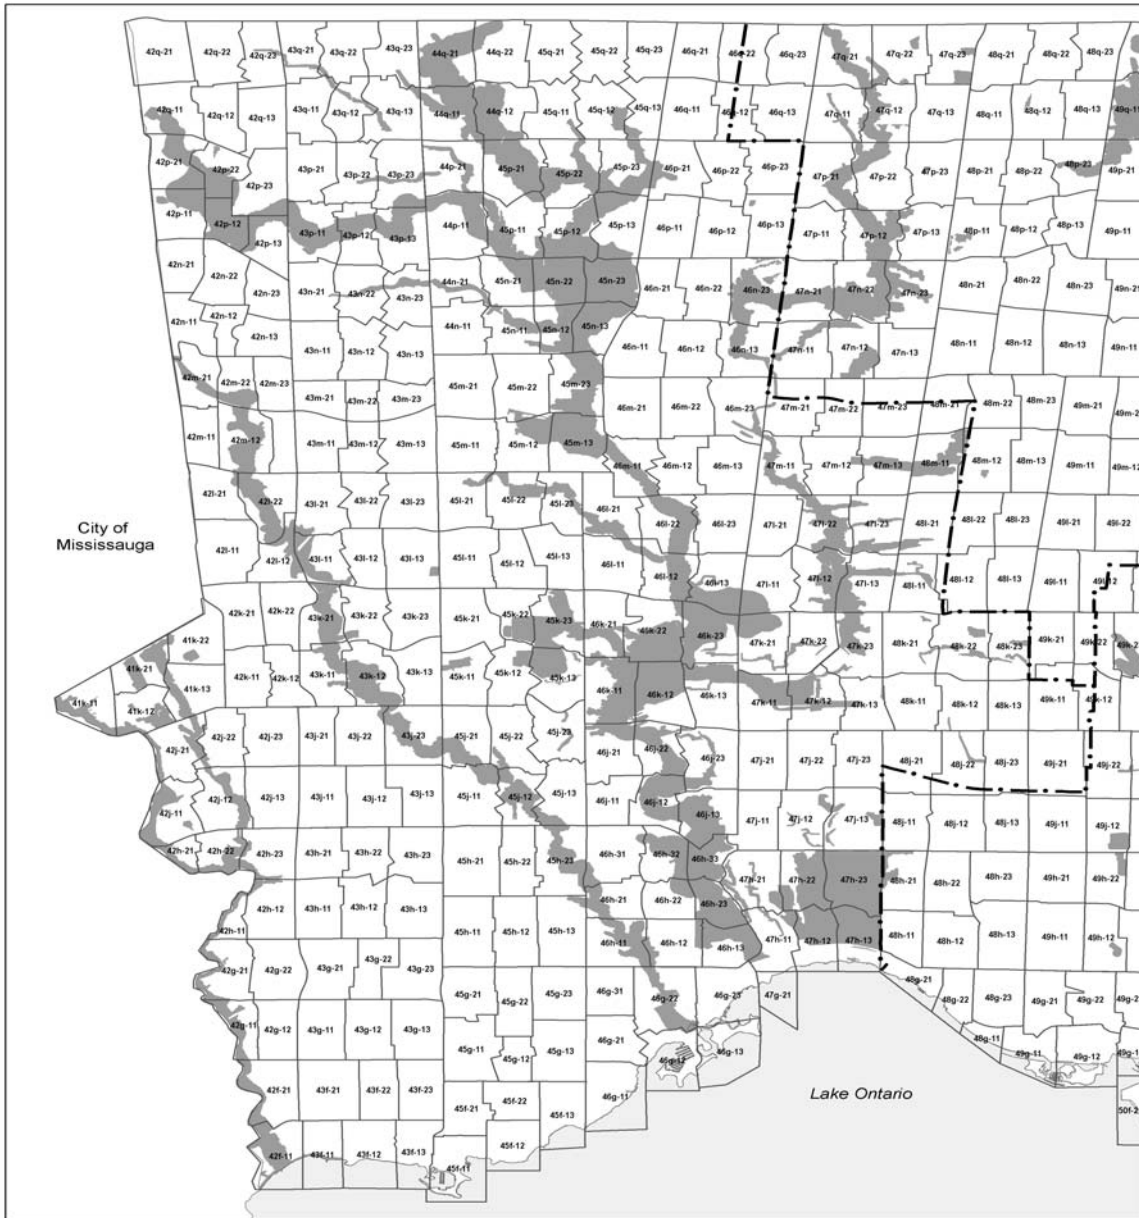 42q-21 42q-22 42q-23 43q-21 43q-22 43q-23 44q-21 44q-22 45q-21 45q-22 45q-23 46q-21 46q-22 46q-23 47q-21 47q-22 47q-23 48q-21 48q-22 48q-23
42q-11 42q-12 42q-13 43q-11 43q-12 43q-13 44q-11 44q-12 45q-11 45q-12 45q-13 46q-11 46q-12 46q-13 47q-11 47q-12 47q-13 48q-11 48q-12 48q-13 49q-11
42p-21 42p-22 42p-23 43p-21 43p-22 43p-23 44p-21 45p-21 45p-22 45p-23 46p-21 46p-22 46p-23 47p-21 47p-22 47p-23 48p-21 48p-22 48p-23 49p-21
42p-11 42p-12 42p-13 43p-11 43p-12 43p-13 44p-11 45p-11 45p-12 45p-13 46p-11 46p-12 46p-13 47p-11 47p-12 47p-13 48p-11 48p-12 48p-13 49p-11
42n-21 42n-22 42n-23 43n-21 43n-22 43n-23 44n-21 45n-21 45n-22 45n-23 46n-21 46n-22 46n-23 47n-21 47n-22 47n-23 48n-21 48n-22 48n-23 49n-21
42n-11 42n-12 42n-13 43n-11 43n-12 43n-13 44n-11 45n-11 45n-12 45n-13 46n-11 46n-12 46n-13 47n-11 47n-12 47n-13 48n-11 48n-12 48n-13 49n-11
42m-21 42m-22 42m-23 43m-21 43m-22 43m-23 45m-21 45m-22 45m-23 46m-21 46m-22 46m-23 47m-21 47m-22 47m-23 48m-21 48m-22 48m-23 49m-21 49m-2
42m-11 42m-12 43m-11 43m-12 43m-13 45m-11 45m-12 45m-13 46m-11 46m-12 46m-13 47m-11 47m-12 47m-13 48m-11 48m-12 48m-13 49m-11 49m-12
42l-21 42l-22 43l-21 43l-22 43l-23 45l-21 45l-22 45l-23 46l-21 46l-22 46l-23 47l-21 47l-22 47l-23 48l-21 48l-22 48l-23 49l-21 49l-22
City of
Mississauga
42l-11 42l-12 43l-11 43l-12 43l-13 45l-11 45l-12 45l-13 46l-11 46l-12 46l-13 47l-11 47l-12 47l-13 48l-11 48l-12 48l-13 49l-11 49l-12
41k-22 42k-21 42k-22 43k-21 43k-22 43k-23 45k-21 45k-22 45k-23 46k-21 46k-22 46k-23 47k-21 47k-22 47k-23 48k-21 48k-22 48k-23 49k-21 49k-22 49k-2
41k-21
41k-11 41k-12 41k-13 42k-11 42k-12 43k-11 43k-12 43k-13 45k-11 45k-12 45k-13 46k-11 46k-12 46k-13 47k-11 47k-12 47k-13 48k-11 48k-12 48k-13 49k-11 49k-12
42j-21 42j-22 42j-23 43j-21 43j-22 43j-23 45j-21 45j-22 45j-23 46j-21 46j-22 46j-23 47j-21 47j-22 47j-23 48j-21 48j-22 48j-23 49j-21 49j-22
42j-11 42j-12 42j-13 43j-11 43j-12 43j-13 45j-11 45j-12 45j-13 46j-11 46j-12 46j-13 47j-11 47j-12 47j-13 48j-11 48j-12 48j-13 49j-11 49j-12
42h-21 42h-22 42h-23 43h-21 43h-22 43h-23 45h-21 45h-22 45h-23 46h-31 46h-32 46h-33 47h-21 47h-22 47h-23 48h-21 48h-22 48h-23 49h-21 49h-22
46h-21 46h-22 46h-23
42h-11 42h-12 43h-11 43h-12 43h-13 45h-11 45h-12 45h-13 46h-11 46h-12 46h-13 47h-11 47h-12 47h-13 48h-11 48h-12 48h-13 49h-11 49h-12
42g-21 42g-22 43g-21 43g-22 43g-23 45g-21 45g-22 45g-23 46g-31 46g-22 46g-23 47g-21 48g-21 48g-22 48g-23 49g-21 49g-22 49g-2
42g-11 42g-12 43g-11 43g-12 43g-13 45g-11 45g-12 45g-13 46g-21 46g-12 46g-13 48g-11 49g-11 49g-12 49g-1
42f-21 43f-21 43f-22 43f-23 45f-21 45f-22 45f-13 46g-11 50f-2
Lake Ontario
42f-11 43f-11 43f-12 43f-13 45f-11 45f-12